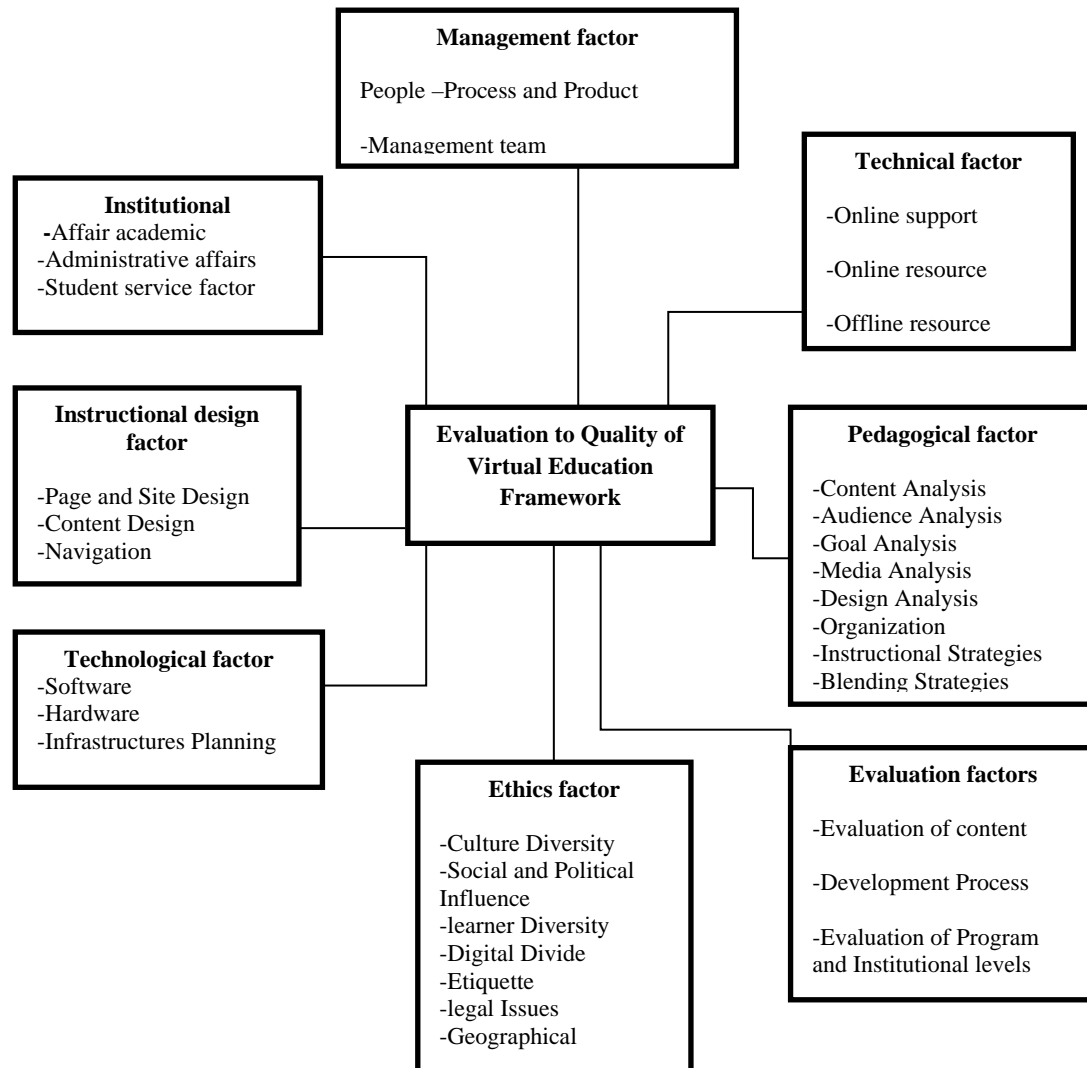 Management factor
People –Process and Product
-Management team
Technical factor
-Online support
-Online resource
-Offline resource
Institutional
-Affair academic
-Administrative affairs
-Student service factor
Instructional design
factor
-Page and Site Design
-Content Design
-Navigation
Evaluation to Quality of
Virtual Education
Framework
Pedagogical factor
-Content Analysis
-Audience Analysis
-Goal Analysis
-Media Analysis
-Design Analysis
-Organization
-Instructional Strategies
-Blending Strategies
Technological factor
-Software
-Hardware
-Infrastructures Planning
Ethics factor
-Culture Diversity
-Social and Political
Influence
-learner Diversity
-Digital Divide
-Etiquette
-legal Issues
-Geographical
Evaluation factors
-Evaluation of content
-Development Process
-Evaluation of Program
and Institutional levels